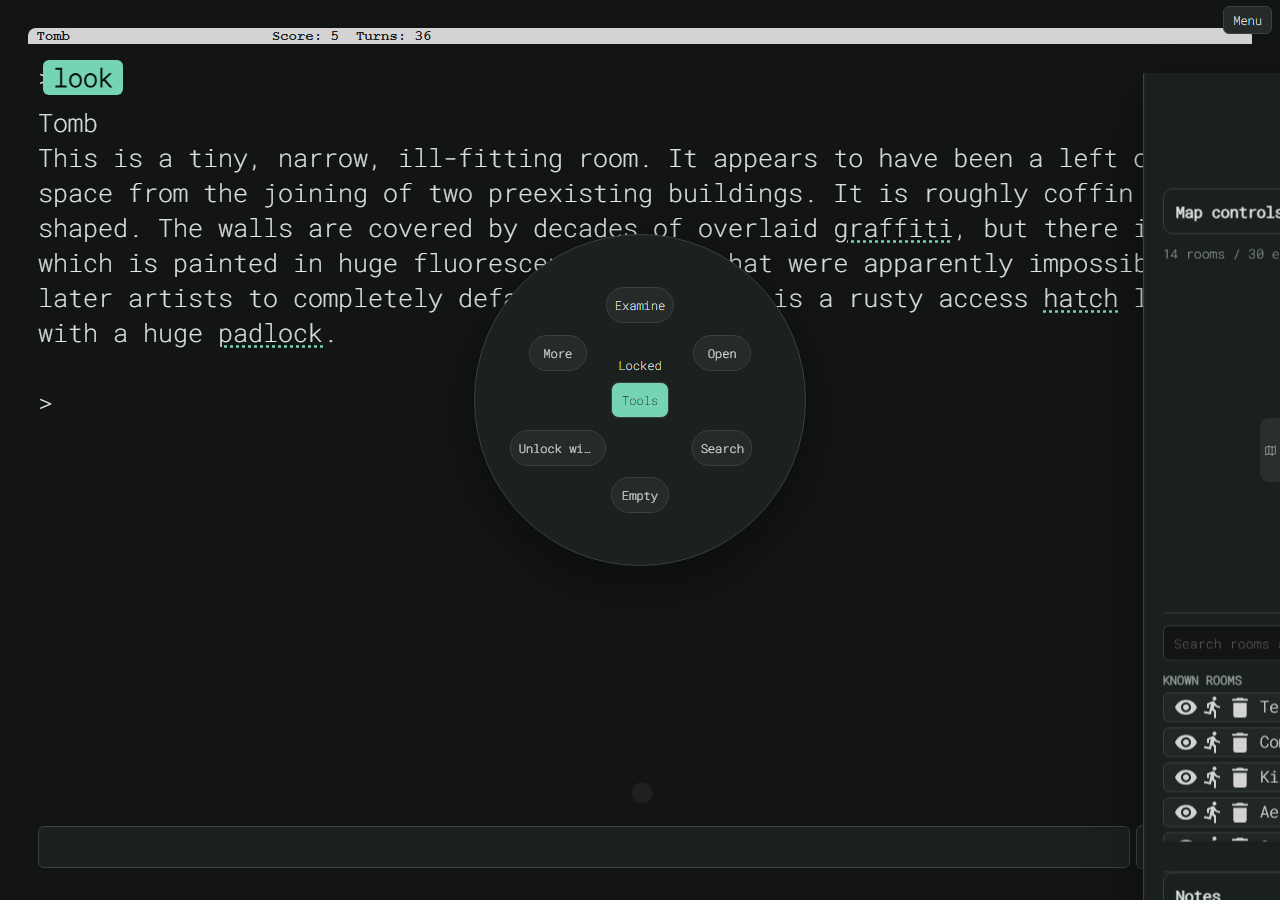 Menu
Tomb Score: 5 Turns: 36
look
Tomb
This is a tiny, narrow, ill-fitting room. It appears to have been a left
space from the joining of two preexisting buildings. It is roughly coffin
shaped. The walls are covered by decades of overlaid graffiti, but there
which is painted in huge were apparently
later artists to completely is a rusty access hatch
with a huge padlock.
>
Examine
More
Open
Locked
Tools
Unlock wi…
Search
Empty
Map controls
14 rooms / 30
Search rooms
KNOWN ROOMS
Notes